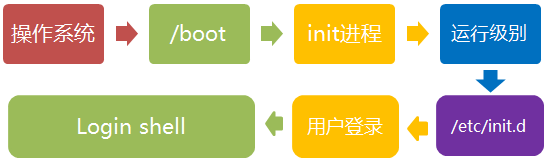 操作系统
/boot
init进程
运行级别
/etc/init.d
用户登录
Login shell